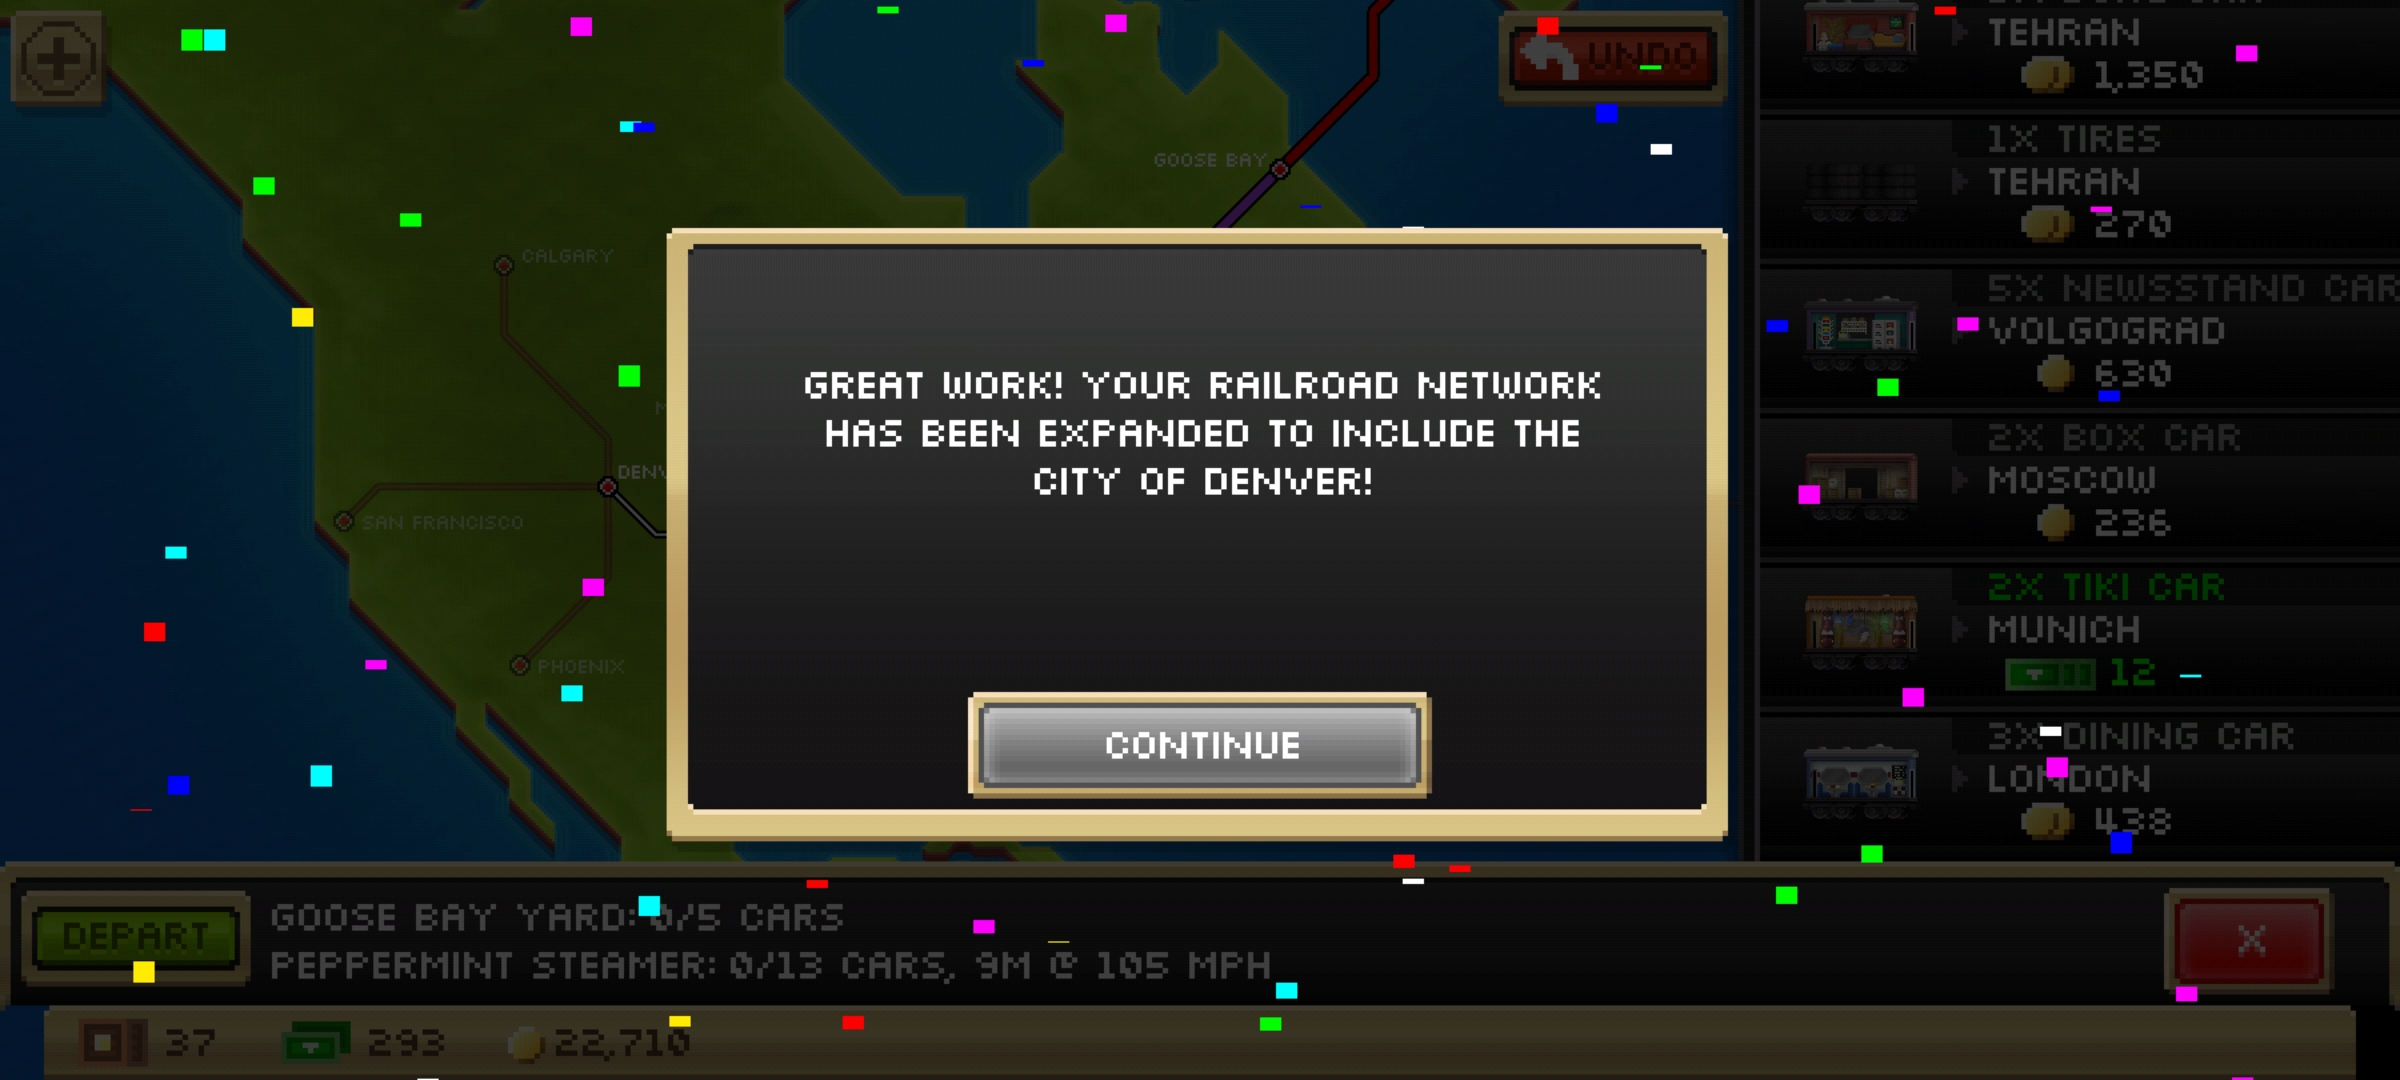 UNDO
GOOSE BAY
CALGARY
DENV
SAN FRANCISCO
PHOENIX
GREAT WORK! YOUR RAILROAD NETWORK
HAS BEEN EXPANDED TO INCLUDE THE
CITY OF DENVER!
CONTINUE
TEHRAN
1,350
1X TIRES
TEHRAN
270
5X NEWSSTAND CAR
VOLGOGRAD
630
2X BOX CAR
MOSCOW
236
2X TIKI CAR
MUNICH
12
3X DINING CAR
LONDON
438
DEPART
GOOSE BAY YARD: 0/5 CARS
PEPPERMINT STEAMER: 0/13 CARS, 9M @ 105 MPH
X
37
293
22,710